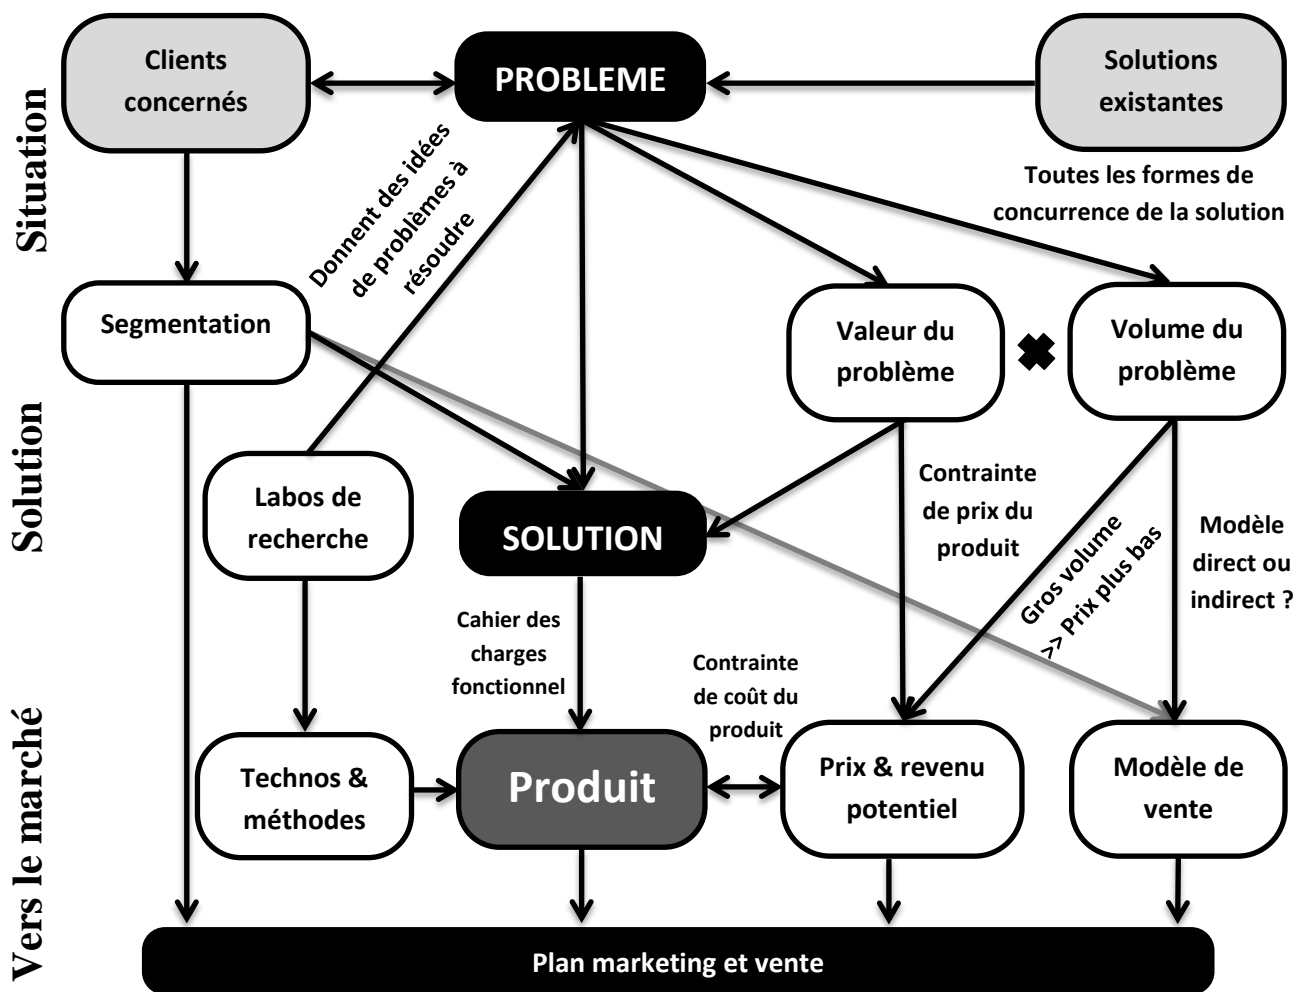 Situation
Clients
concernés
PROBLEME
Solutions
existantes
Toutes les formes de
concurrence de la solution
Donnent des idées
de problèmes à
résoudre
Segmentation
Valeur du
problème
Volume du
problème
Solution
Labos de
recherche
SOLUTION
Contrainte
de prix du
produit
Gros volume
>> Prix plus bas
Modèle
direct ou
indirect ?
Cahier des
charges
fonctionnel
Contrainte
de coût du
produit
Vers le marché
Technos &
méthodes
Produit
Prix & revenu
potentiel
Modèle de
vente
Plan marketing et vente